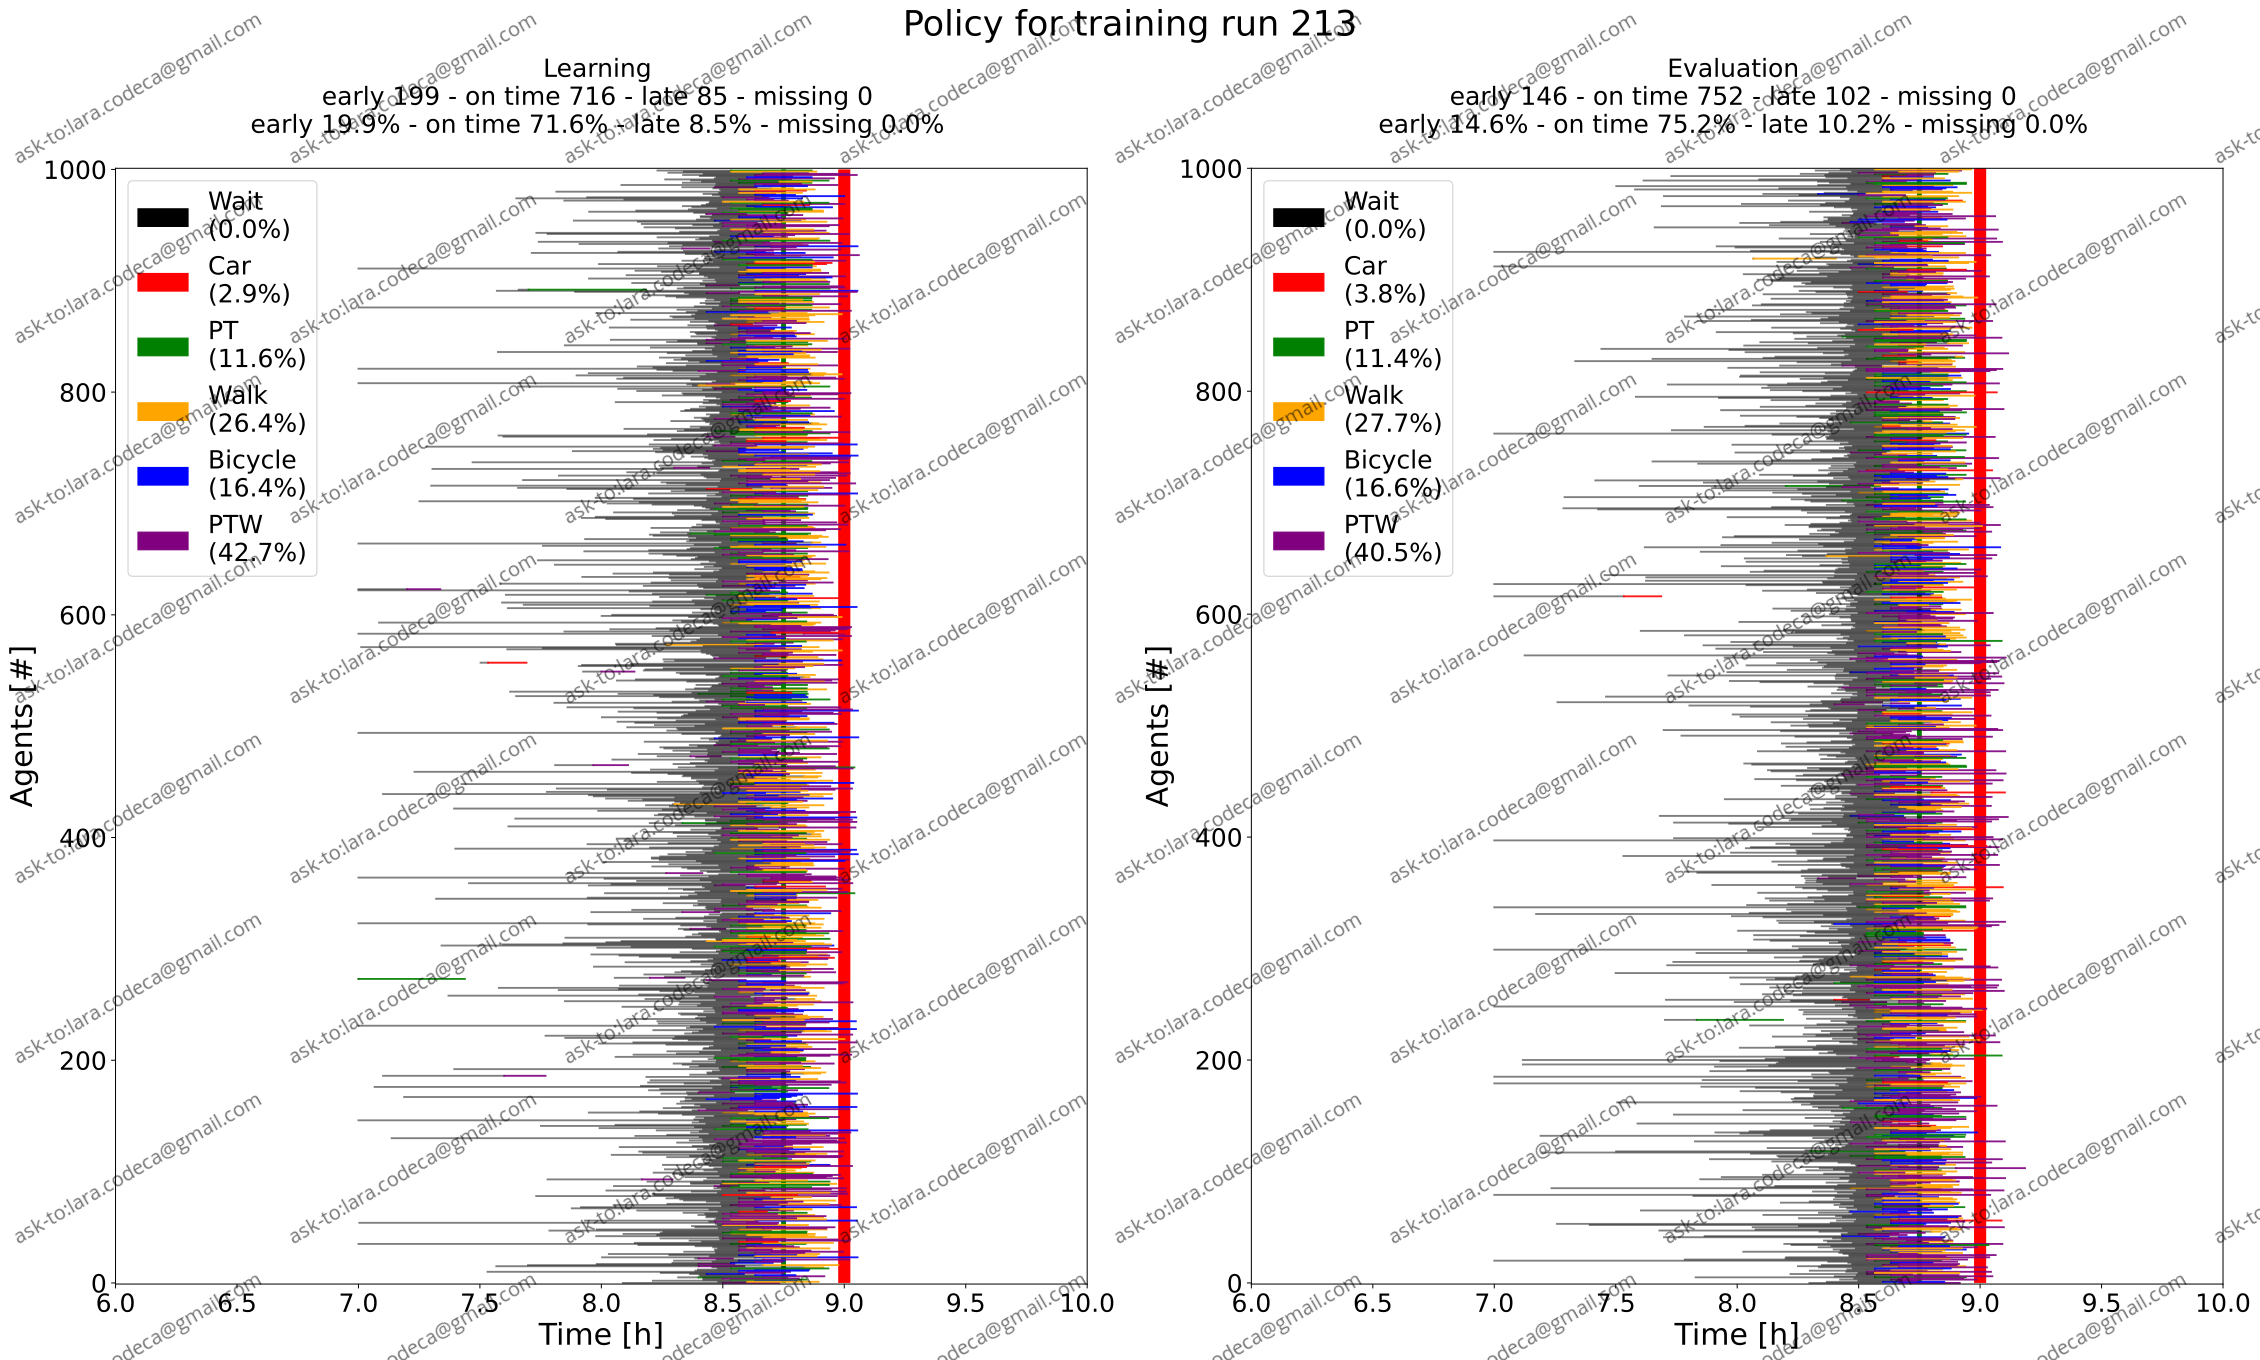 Policy for training run 213
Learning
early 199 - on time 716 - late 85 - missing 0
early 19.9% - on time 71.6% - late 8.5% - missing 0.0%
Evaluation
early 146 - on time 752 - late 102 - missing 0
early 14.6% - on time 75.2% - late 10.2% - missing 0.0%
Wait
(0.0%)
Car
(2.9%)
PT
(11.6%)
Walk
(26.4%)
Bicycle
(16.4%)
PTW
(42.7%)
Agents [#]
1000
800
600
400
200
0
6.0 6.5 7.0 7.5 8.0 8.5 9.0 9.5 10.0
Time [h]
Wait
(0.0%)
Car
(3.8%)
PT
(11.4%)
Walk
(27.7%)
Bicycle
(16.6%)
PTW
(40.5%)
Agents [#]
1000
800
600
400
200
0
6.0 6.5 7.0 7.5 8.0 8.5 9.0 9.5 10.0
Time [h]
ask-to:lara.codeca@gmail.com